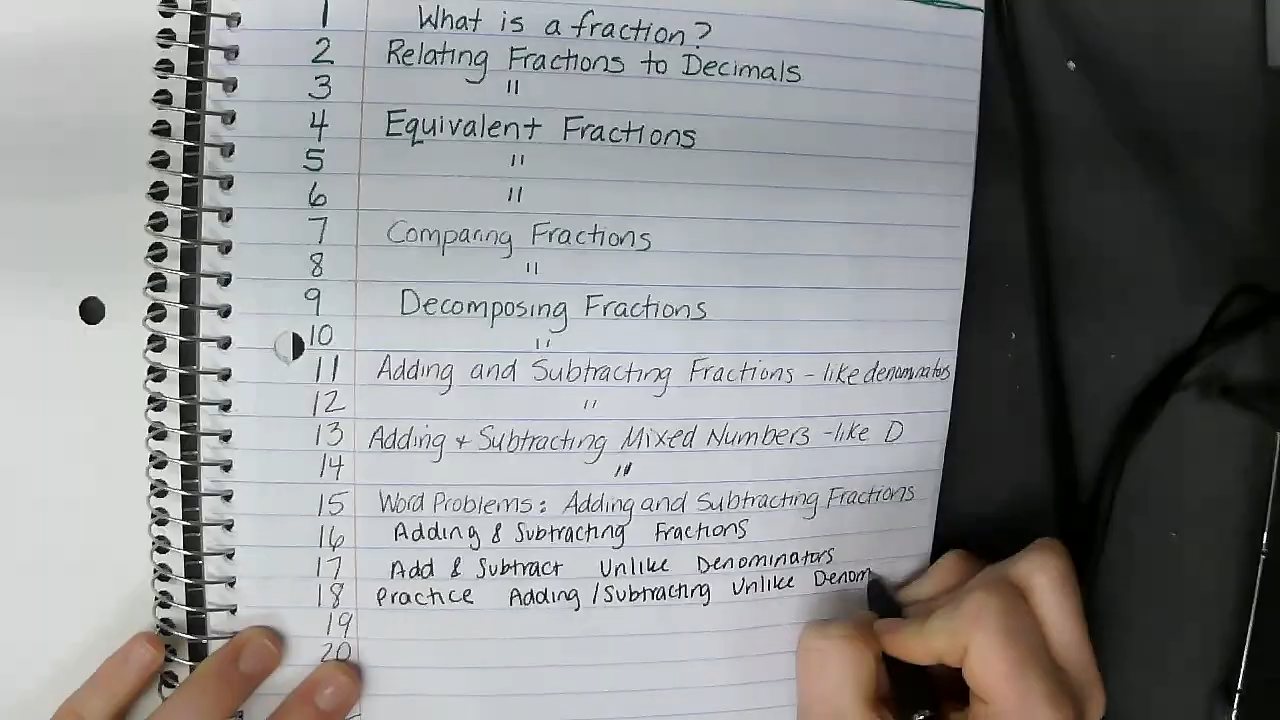 1 What is a fraction?
2 Relating Fractions to Decimals
3 "
4 Equivalent Fractions
5 "
6 "
7 Comparing Fractions
8 "
9 Decomposing Fractions
10 "
11 Adding and Subtracting Fractions - like denominators
12 "
13 Adding + Subtracting Mixed Numbers - like D
14 "
15 Word Problems: Adding and Subtracting Fractions
16 Adding & Subtracting Fractions
17 Add & Subtract Unlike Denominators
18 Practice Adding / Subtracting Unlike Denom
19
20